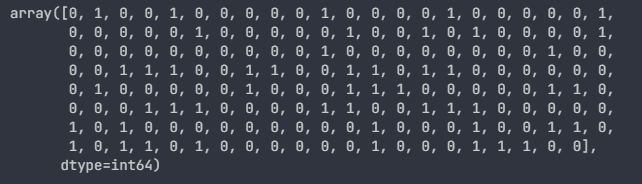 array([0, 1, 0, 0, 1, 0, 0, 0, 0, 0, 1, 0, 0, 0, 0, 1, 0, 0, 0, 0, 0, 1,
0, 0, 0, 0, 0, 1, 0, 0, 0, 0, 0, 1, 0, 0, 1, 0, 1, 0, 0, 0, 0, 1,
0, 0, 0, 0, 0, 0, 0, 0, 0, 0, 1, 0, 0, 0, 0, 0, 0, 0, 0, 1, 0, 0,
0, 0, 1, 1, 1, 0, 0, 1, 1, 0, 0, 1, 1, 0, 1, 1, 0, 0, 0, 0, 0, 0,
0, 1, 0, 0, 0, 0, 0, 1, 0, 0, 0, 0, 1, 1, 1, 0, 0, 0, 0, 1, 1, 0,
0, 0, 0, 1, 1, 1, 0, 0, 0, 0, 1, 1, 0, 0, 1, 1, 1, 0, 0, 0, 0, 0,
1, 0, 1, 0, 0, 0, 0, 0, 0, 0, 0, 0, 1, 0, 0, 0, 1, 0, 0, 1, 1, 0,
1, 0, 1, 1, 0, 1, 0, 0, 0, 0, 0, 0, 1, 0, 0, 0, 1, 1, 1, 0, 0],
dtype=int64)